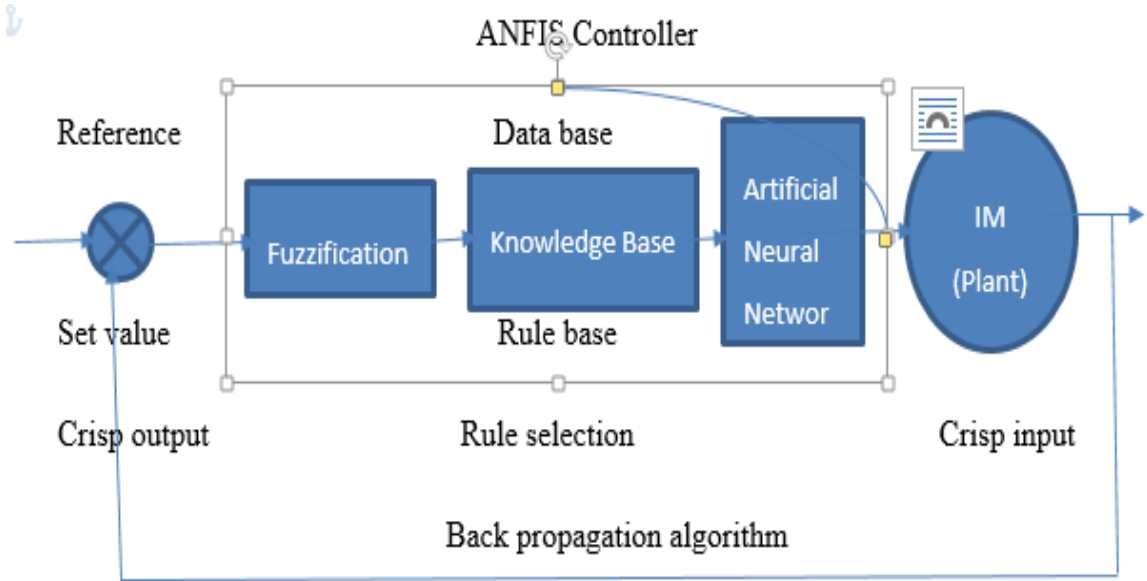 ANFIS Controller
Reference
Data base
Fuzzification
Knowledge Base
Artificial
Neural
Networ
IM
(Plant)
Set value
Rule base
Crisp output
Rule selection
Crisp input
Back propagation algorithm